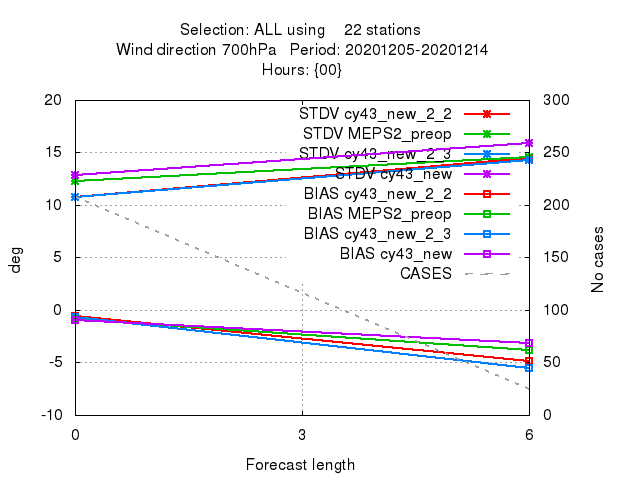 Selection: ALL using    22 stations
Wind direction 700hPa   Period: 20201205-20201214
Hours: {00}
20
15
10
5
0
-5
-10
deg
300
250
200
150
100
50
0
No cases
STDV cy43_new_2_2
STDV MEPS2_preop
STDV cy43_new_2_3
STDV cy43_new
BIAS cy43_new_2_2
BIAS MEPS2_preop
BIAS cy43_new_2_3
BIAS cy43_new
CASES
0
3
6
Forecast length